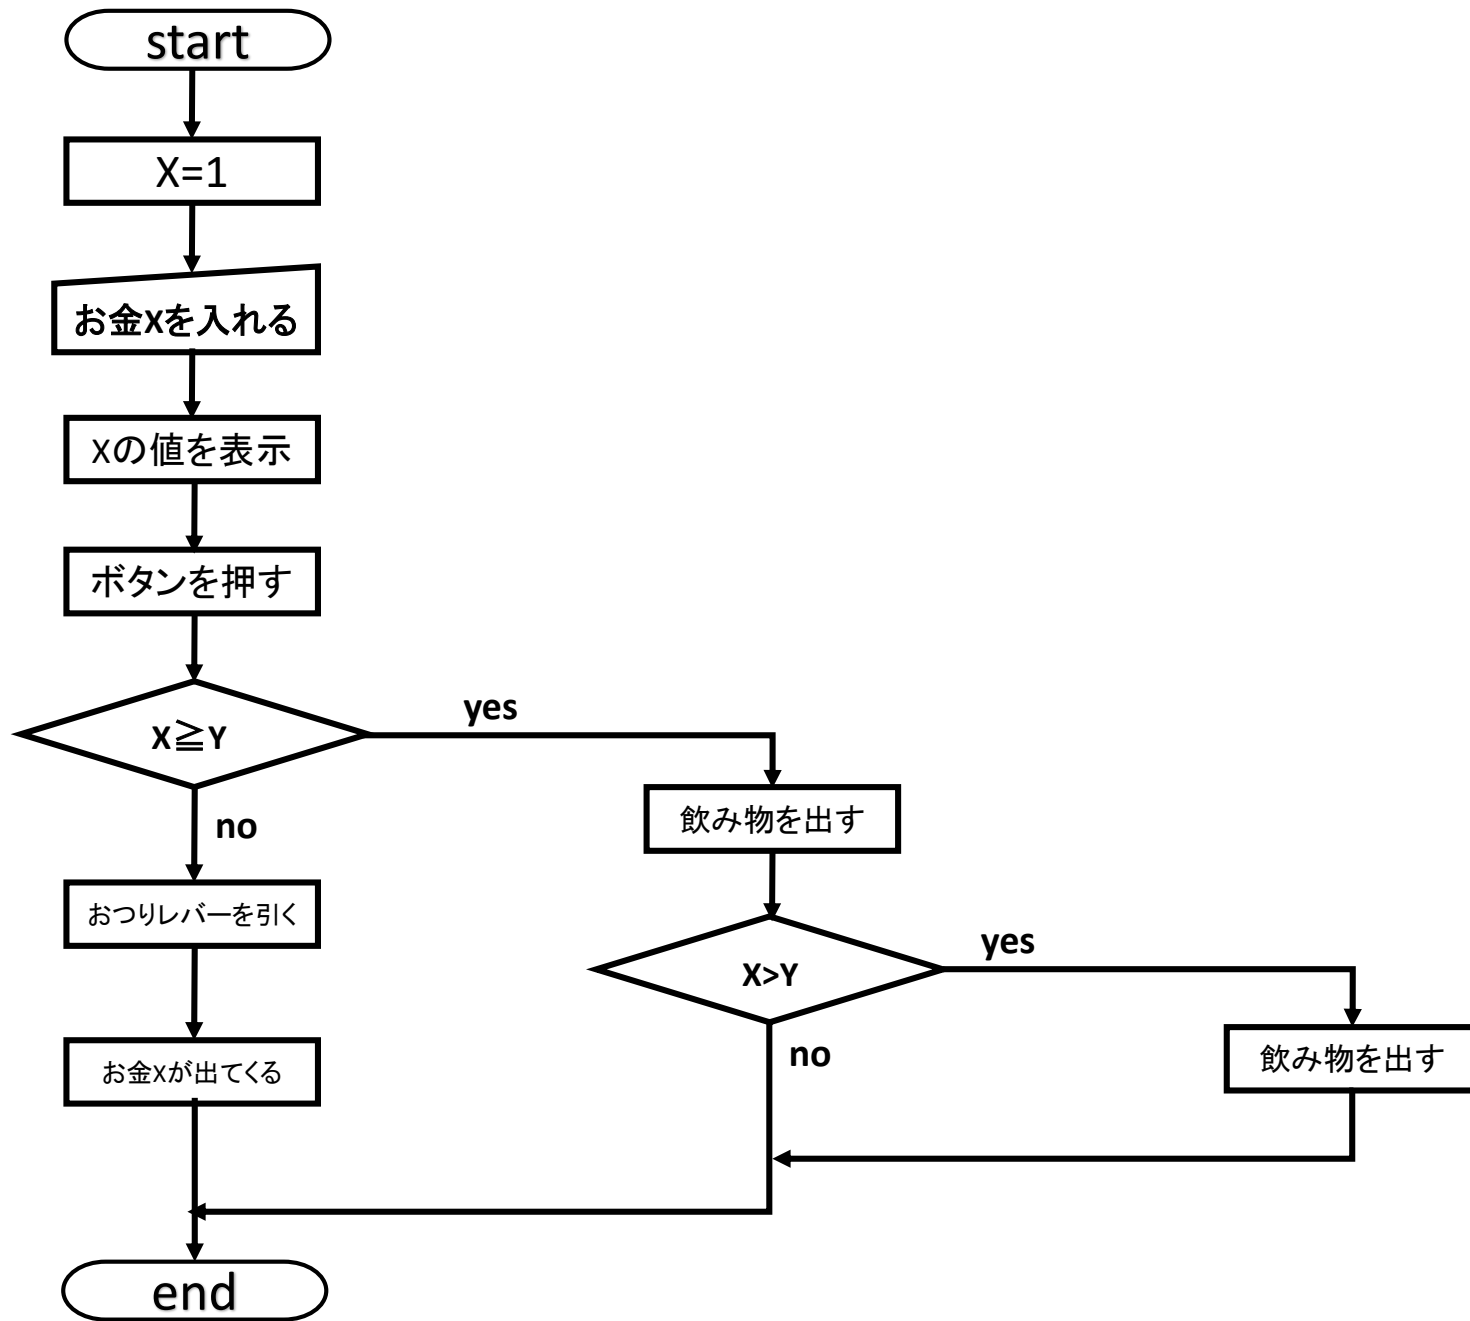 start
X=1
お金xを入れる
xの値を表示
ボタンを押す
X≧Y
yes
no
飲み物を出す
おつりレバーを引く
X>Y
yes
no
飲み物を出す
お金xが出てくる
end